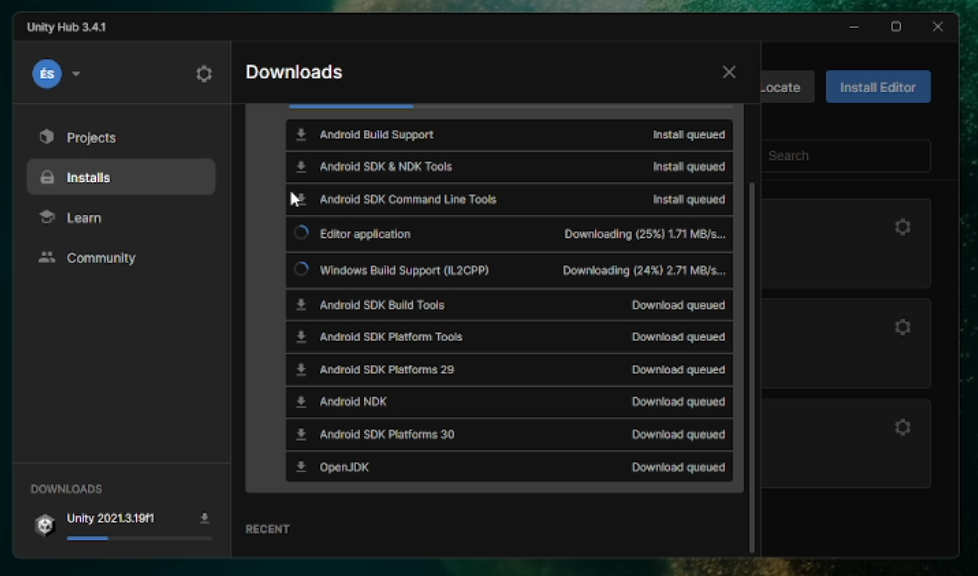 Unity Hub 3.4.1
ÉS
Downloads
Locate
Install Editor
Projects
Installs
Learn
Community
Search
Android Build Support Install queued
Android SDK & NDK Tools Install queued
Android SDK Command Line Tools Install queued
Editor application Downloading (25%) 1.71 MB/s...
Windows Build Support (IL2CPP) Downloading (24%) 2.71 MB/s...
Android SDK Build Tools Download queued
Android SDK Platform Tools Download queued
Android SDK Platforms 29 Download queued
Android NDK Download queued
Android SDK Platforms 30 Download queued
OpenJDK Download queued
DOWNLOADS
Unity 2021.3.19f1
RECENT